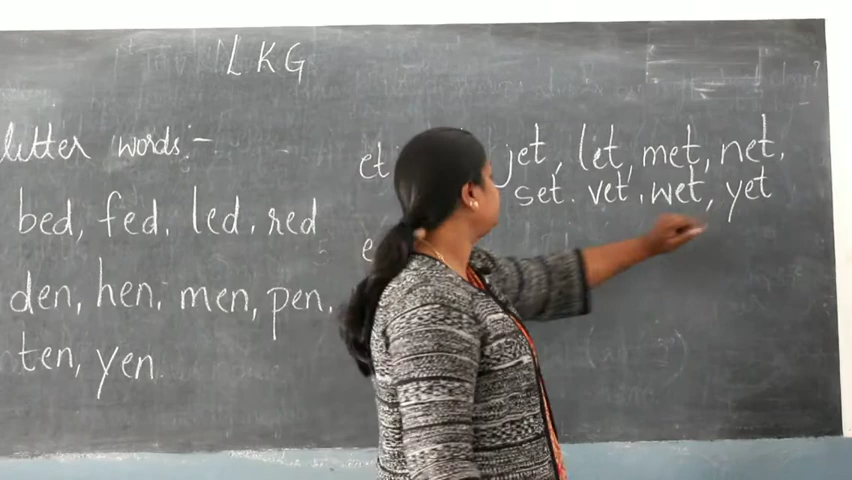 LKG
letter words:-
bed, fed, led, red
den, hen, men, pen,
ten, yen
et jet, let, met, net,
set. vet, wet, yet
e